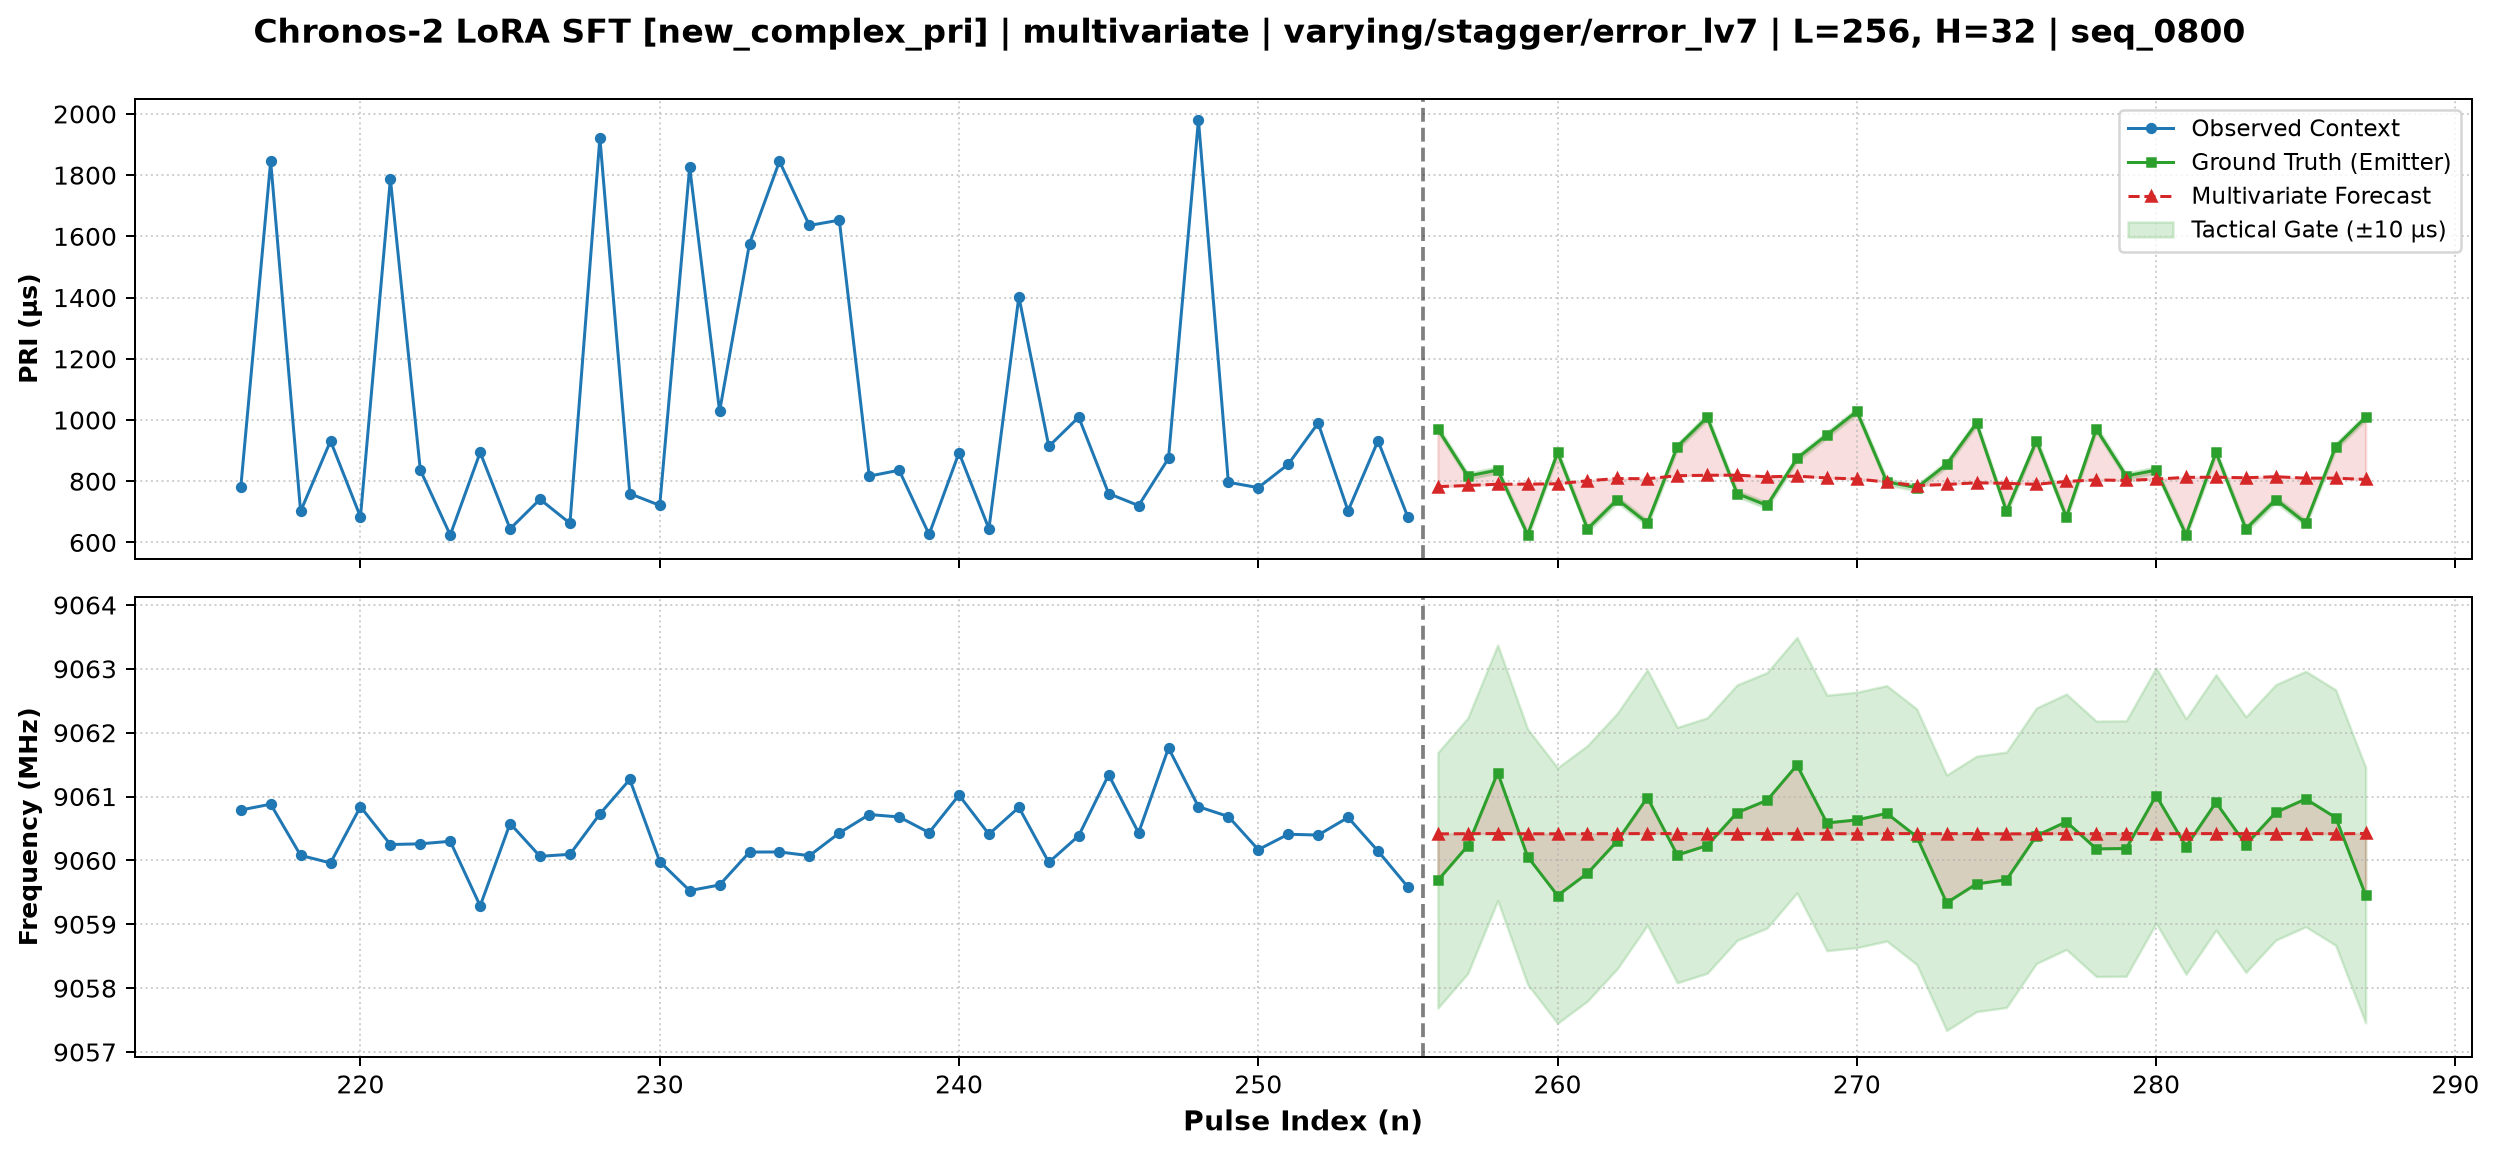 Chronos-2 LoRA SFT [new_complex_pri] | multivariate | varying/stagger/error_lv7 | L=256, H=32 | seq_0800
PRI (µs)
2000
1800
1600
1400
1200
1000
800
600
Observed Context
Ground Truth (Emitter)
Multivariate Forecast
Tactical Gate (±10 µs)
Frequency (MHz)
9064
9063
9062
9061
9060
9059
9058
9057
220 230 240 250 260 270 280 290
Pulse Index (n)